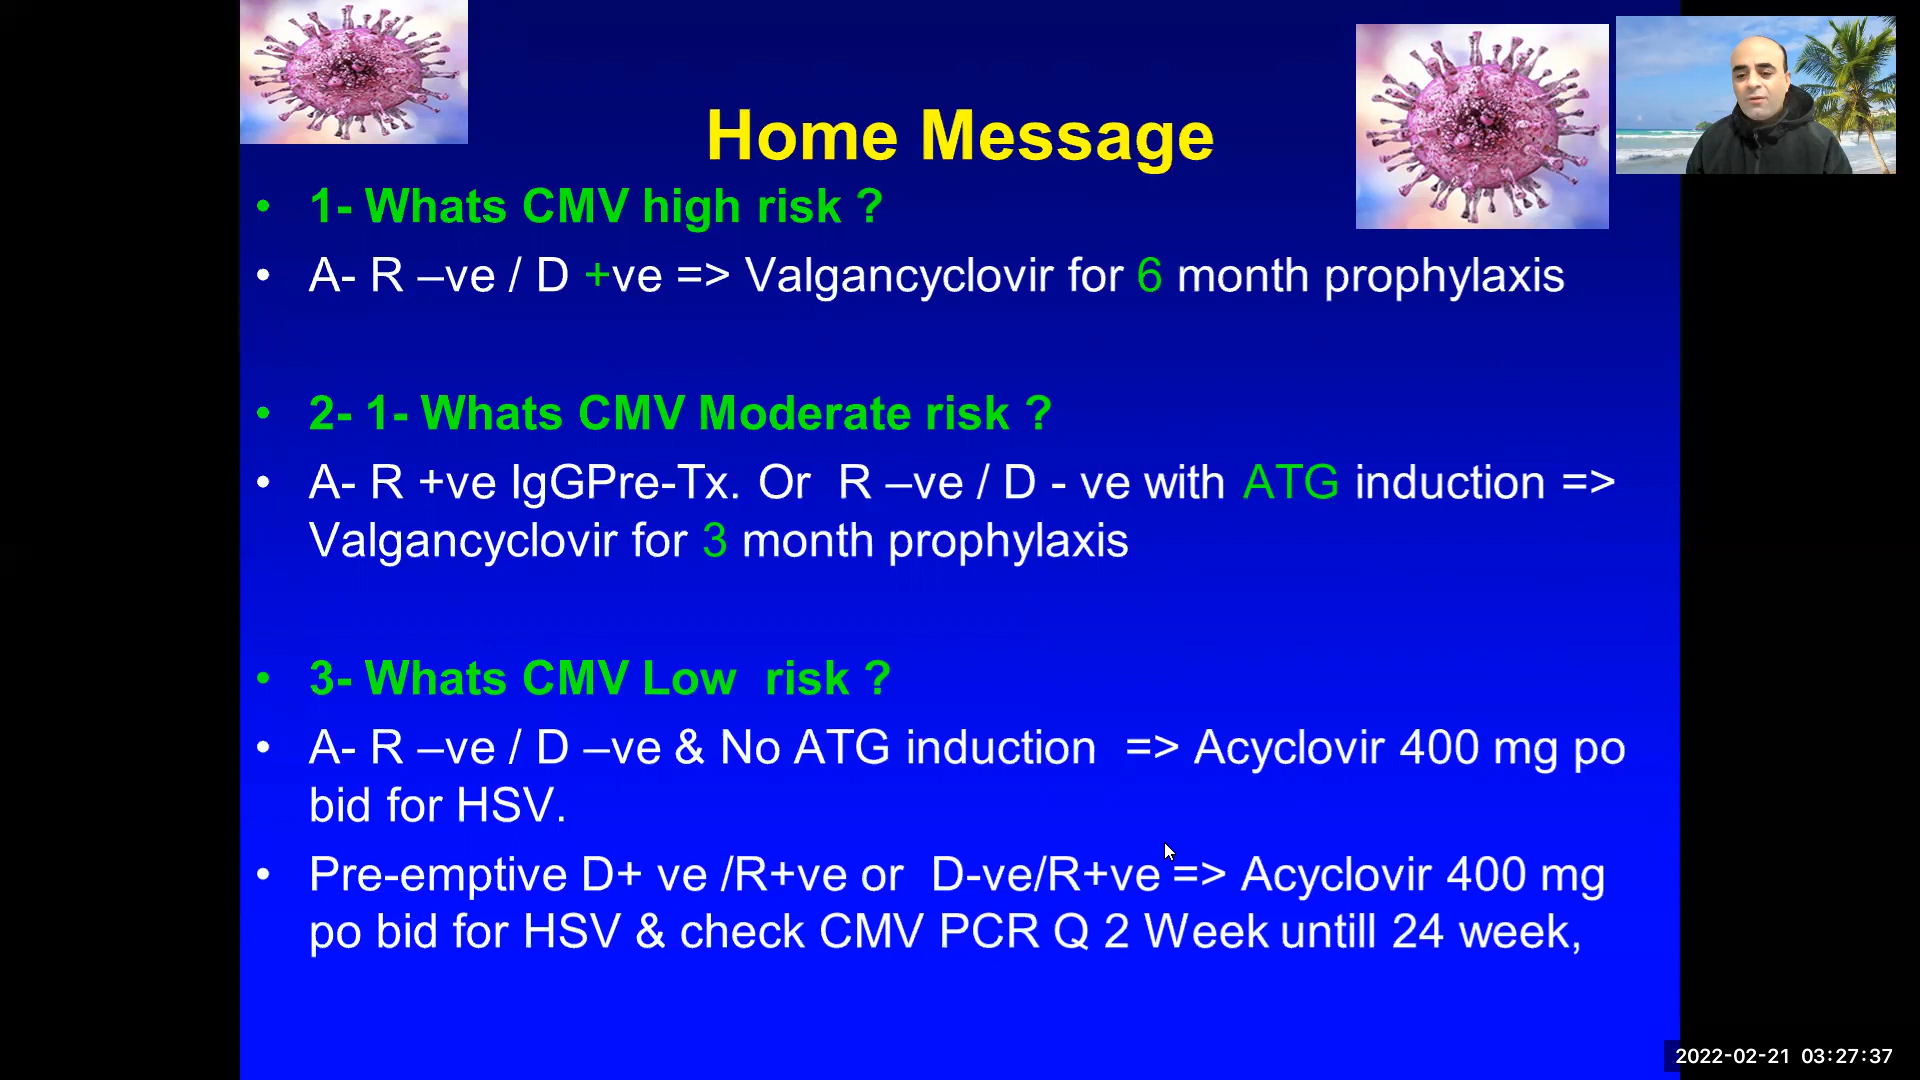 Home Message
• 1- Whats CMV high risk ?
• A- R –ve / D +ve => Valgancyclovir for 6 month prophylaxis
• 2- 1- Whats CMV Moderate risk ?
• A- R +ve IgGPre-Tx. Or  R –ve / D - ve with ATG induction =>
Valgancyclovir for 3 month prophylaxis
• 3- Whats CMV Low  risk ?
• A- R –ve / D –ve & No ATG induction  => Acyclovir 400 mg po
bid for HSV.
• Pre-emptive D+ ve /R+ve or  D-ve/R+ve => Acyclovir 400 mg
po bid for HSV & check CMV PCR Q 2 Week untill 24 week,
2022-02-21 03:27:37